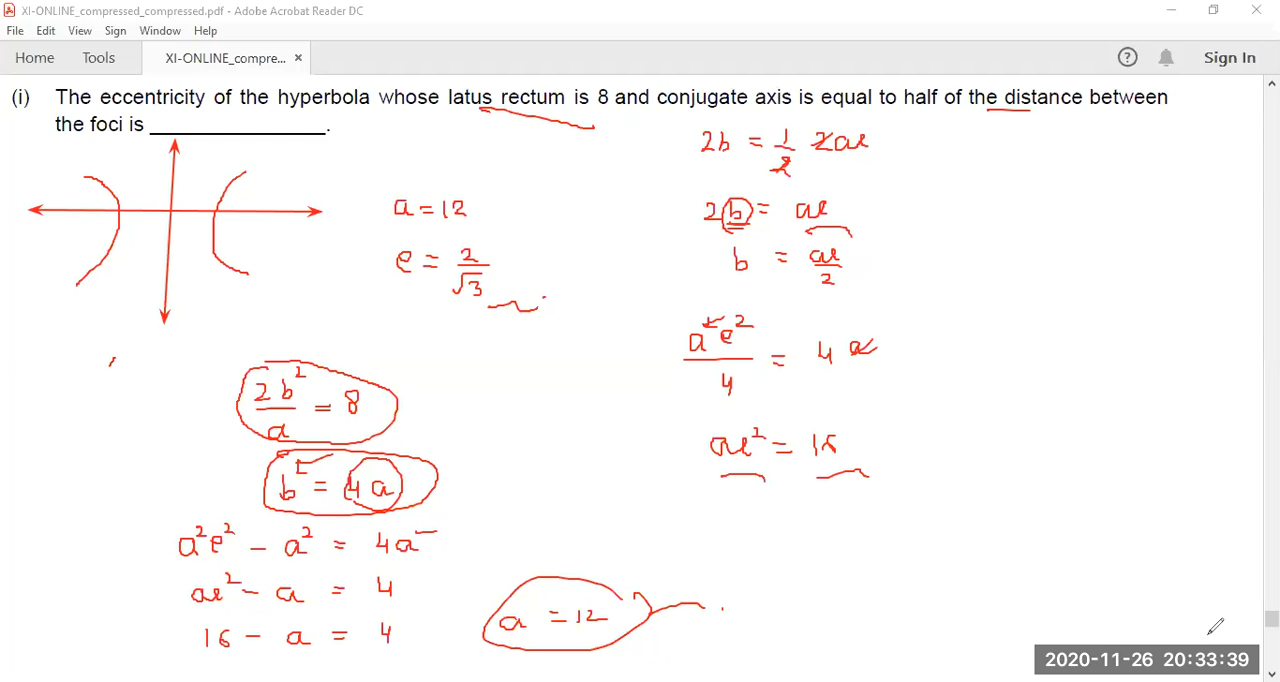 XI-ONLINE_compressed_compressed.pdf - Adobe Acrobat Reader DC
File Edit View Sign Window Help
Home Tools XI-ONLINE_compre... × ? Sign In
(i) The eccentricity of the hyperbola whose latus rectum is 8 and conjugate axis is equal to half of the distance between
the foci is ________________.
2b = 1/2 2ae
a = 12
2b = ae
e = 2/√3
b = ae/2
a²e²/4 = 4a
2b²/a = 8
ae² = 16
b² = 4a
a²e² - a² = 4a
ae² - a = 4
a = 12
16 - a = 4
2020-11-26 20:33:39